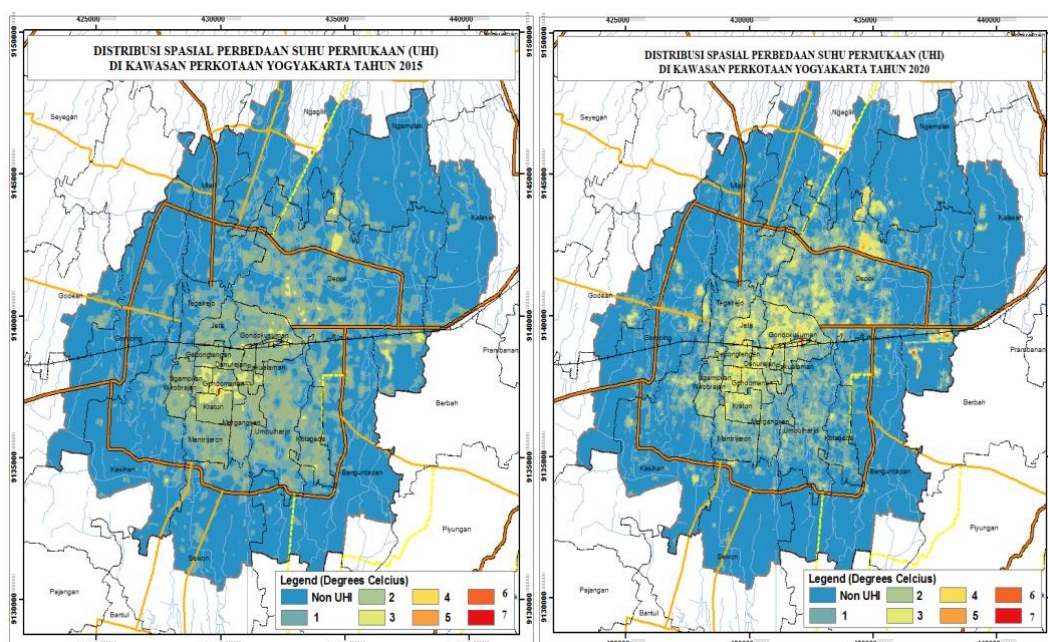 425000 430000 435000 440000
9150000
DISTRIBUSI SPASIAL PERBEDAAN SUHU PERMUKAAN (UHI)
DI KAWASAN PERKOTAAN YOGYAKARTA TAHUN 2015
Ngaglik
Seyegan
Ngemplak
9145000
Mlati
Kalasan
Depok
Godean
Tegalrejo
9140000
Jetis
Gondokusuman
Gamping
Gedongtengen
Danurejan
Pakualaman
Prambanan
Ngampilan
Wirobrajan
Gondomanan
Berbah
Kraton
Mergangsan
Umbulharjo
Mantrijeron
Kotagede
9135000
Kasihan
Banguntapan
Piyungan
Sewon
Pajangan
Bantul
9130000
Legend (Degrees Celcius)
Non UHI 2 4 6
1 3 5 7
425000 430000 435000 440000
9150000
DISTRIBUSI SPASIAL PERBEDAAN SUHU PERMUKAAN (UHI)
DI KAWASAN PERKOTAAN YOGYAKARTA TAHUN 2020
Ngaglik
Seyegan
Ngemplak
9145000
Mlati
Kalasan
Depok
Godean
Tegalrejo
9140000
Jetis
Gondokusuman
Gamping
Gedongtengen
Danurejan
Pakualaman
Prambanan
Ngampilan
Wirobrajan
Gondomanan
Berbah
Kraton
Mergangsan
Umbulharjo
Mantrijeron
Kotagede
9135000
Kasihan
Banguntapan
Piyungan
Sewon
Pajangan
Bantul
9130000
Legend (Degrees Celcius)
Non UHI 2 4 6
1 3 5 7